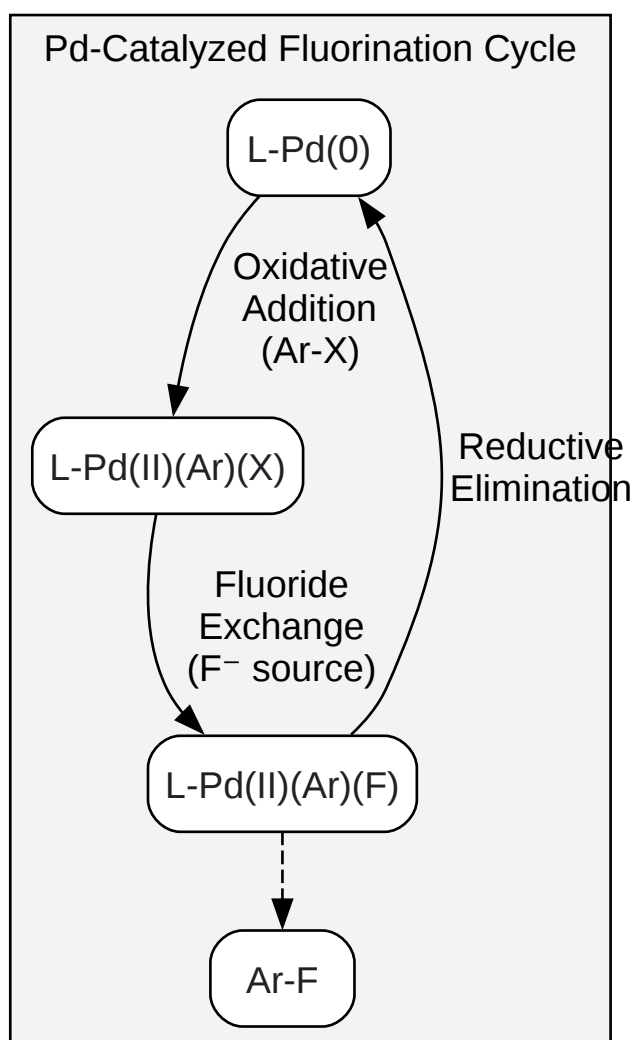 Pd-Catalyzed Fluorination Cycle
L-Pd(0)
Oxidative
Addition
(Ar-X)
L-Pd(II)(Ar)(X)
Reductive
Elimination
Fluoride
Exchange
(F⁻ source)
L-Pd(II)(Ar)(F)
Ar-F